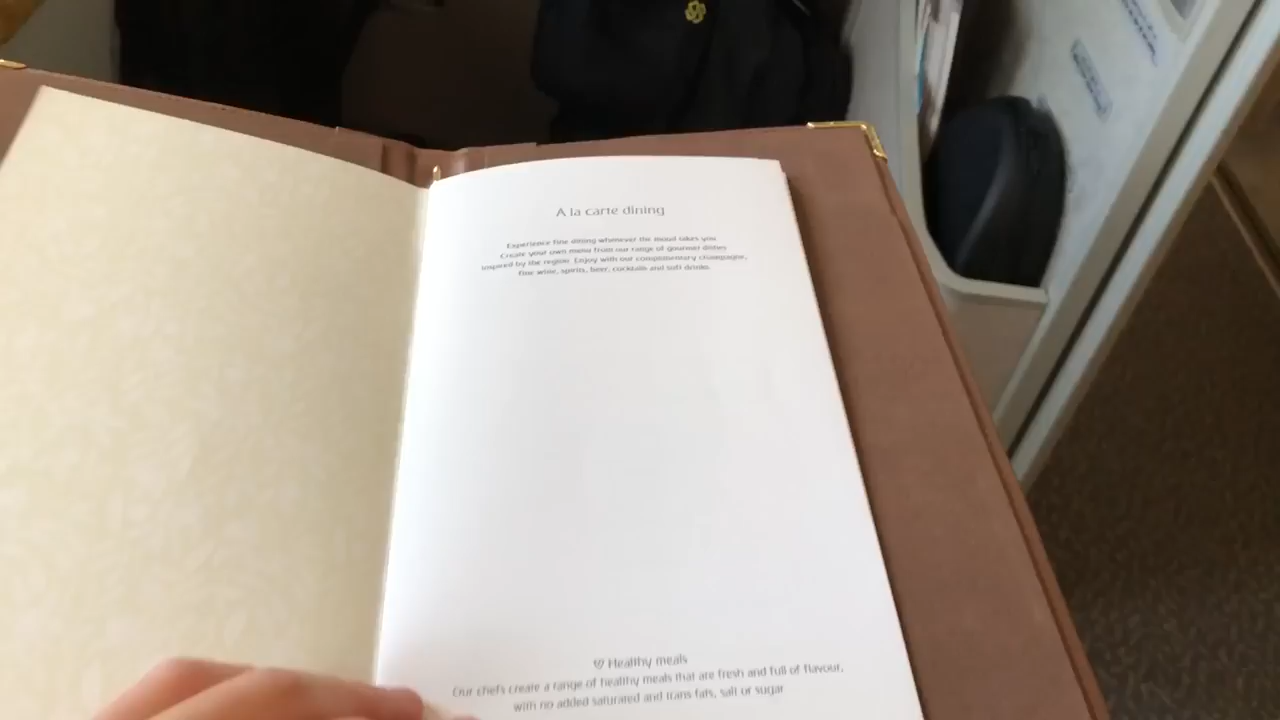 A la carte dining
Experience fine dining whenever the mood takes you.
Create your own menu from our range of gourmet dishes
inspired by the region. Enjoy with our complimentary champagne,
fine wine, spirits, beer, cocktails and soft drinks.
Healthy meals
Our chefs create a range of healthy meals that are fresh and full of flavour,
with no added saturated and trans fats, salt or sugar